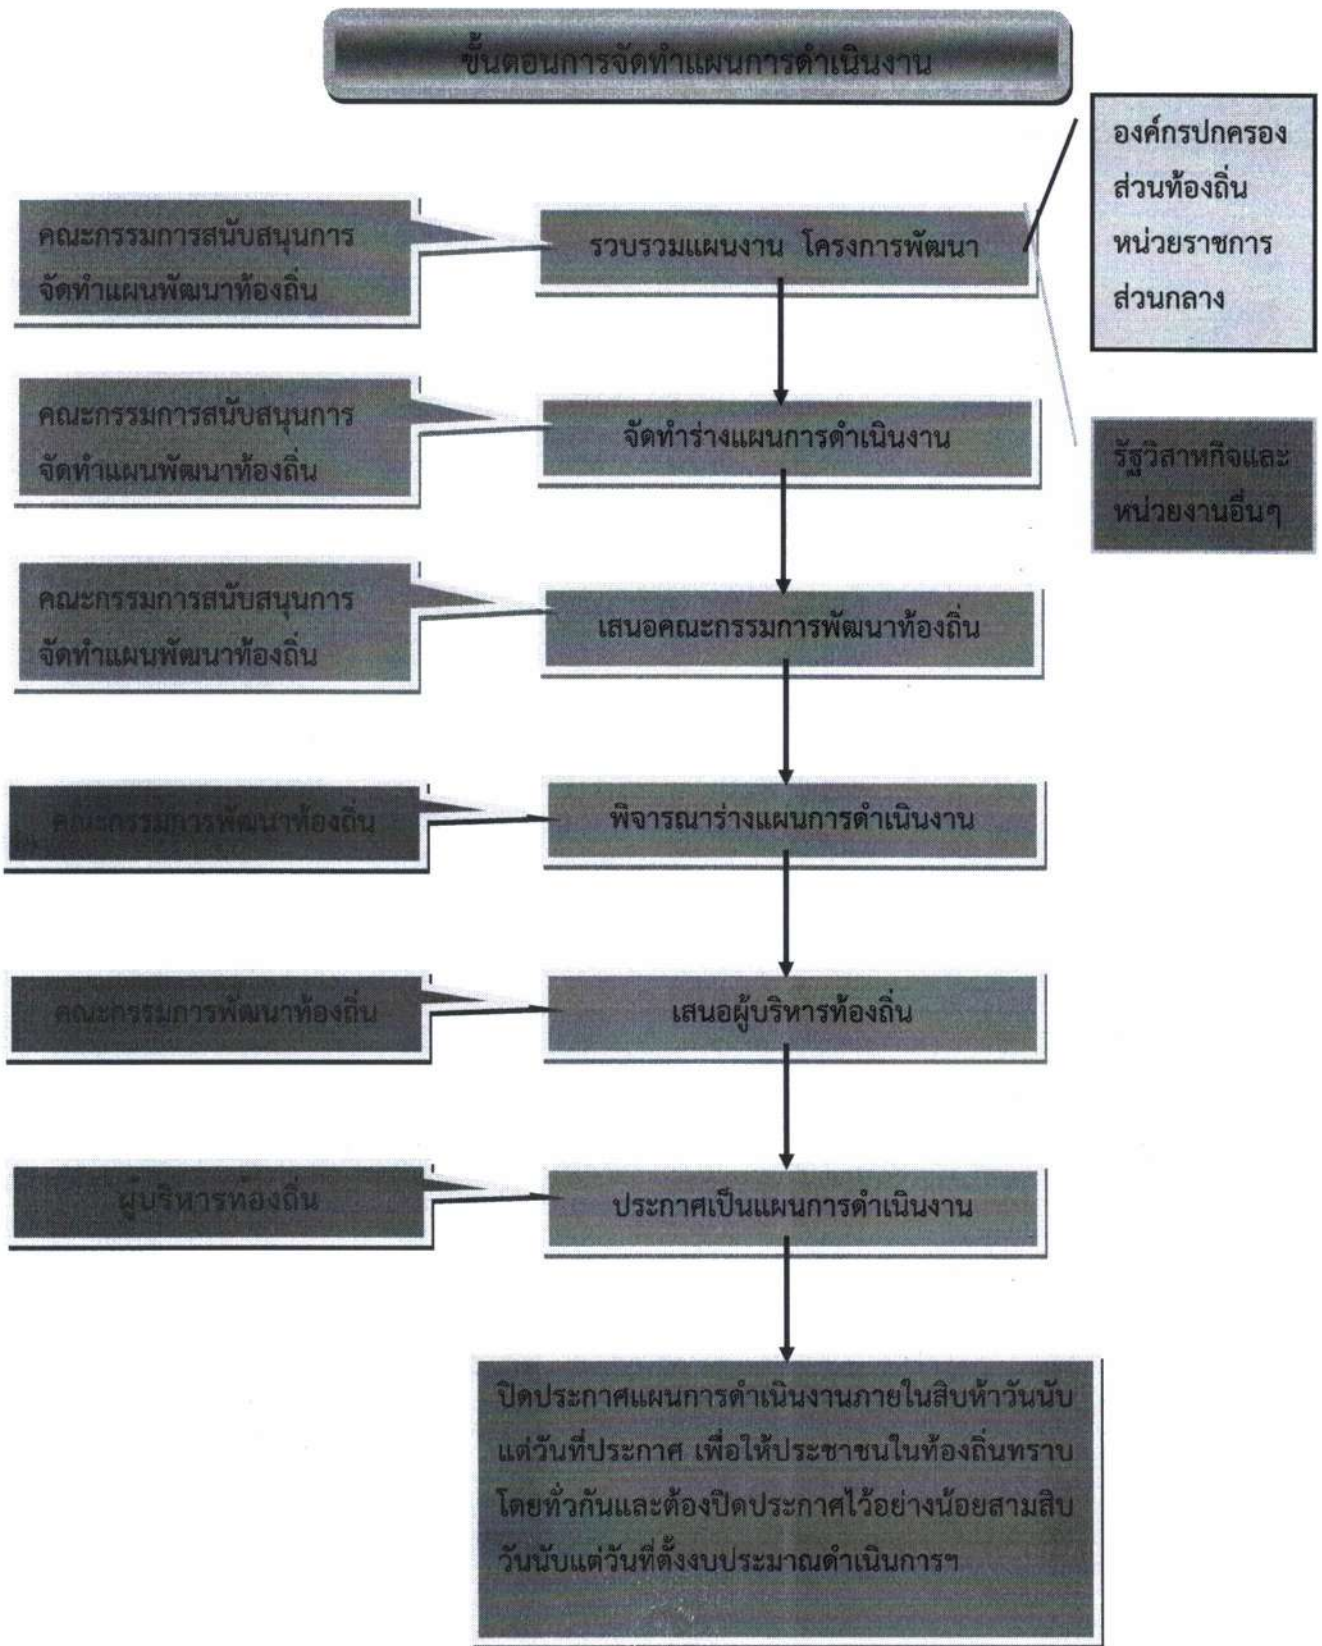 ขั้นตอนการจัดทำแผนการดำเนินงาน
องค์กรปกครอง
ส่วนท้องถิ่น
หน่วยราชการ
ส่วนกลาง
คณะกรรมการสนับสนุนการ
จัดทำแผนพัฒนาท้องถิ่น
รวบรวมแผนงาน โครงการพัฒนา
คณะกรรมการสนับสนุนการ
จัดทำแผนพัฒนาท้องถิ่น
จัดทำร่างแผนการดำเนินงาน
รัฐวิสาหกิจและ
หน่วยงานอื่นๆ
คณะกรรมการสนับสนุนการ
จัดทำแผนพัฒนาท้องถิ่น
เสนอคณะกรรมการพัฒนาท้องถิ่น
คณะกรรมการพัฒนาท้องถิ่น
พิจารณาร่างแผนการดำเนินงาน
คณะกรรมการพัฒนาท้องถิ่น
เสนอผู้บริหารท้องถิ่น
ผู้บริหารท้องถิ่น
ประกาศเป็นแผนการดำเนินงาน
ปิดประกาศแผนการดำเนินงานภายในสิบห้าวันนับ
แต่วันที่ประกาศ เพื่อให้ประชาชนในท้องถิ่นทราบ
โดยทั่วกันและต้องปิดประกาศไว้อย่างน้อยสามสิบ
วันนับแต่วันที่ตั้งงบประมาณดำเนินการฯ